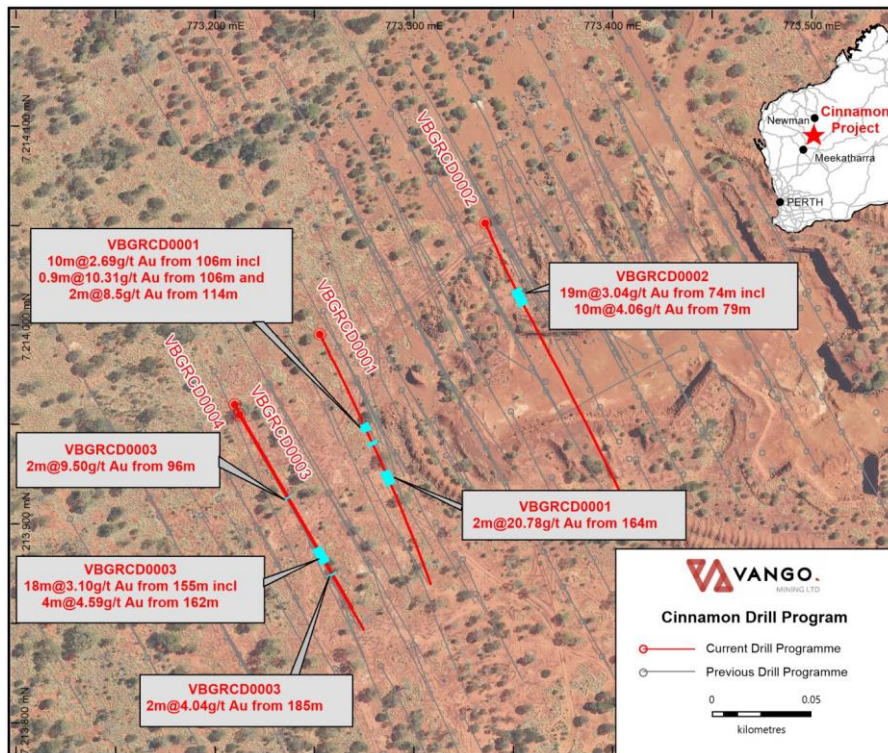 773,200 mE
773,300 mE
773,400 mE
773,500 mE
7,214,400 mN
7,214,000 mN
7,213,900 mN
7,213,800 mN
Newman
Cinnamon
Project
Meekatharra
PERTH
VBGRCD0002
VBGRCD0001
VBGRCD0004
VBGRCD0003
VBGRCD0001
10m@2.69g/t Au from 106m incl
0.9m@10.31g/t Au from 106m and
2m@8.5g/t Au from 114m
VBGRCD0002
19m@3.04g/t Au from 74m incl
10m@4.06g/t Au from 79m
VBGRCD0003
2m@9.50g/t Au from 96m
VBGRCD0001
2m@20.78g/t Au from 164m
VBGRCD0003
18m@3.10g/t Au from 155m incl
4m@4.59g/t Au from 162m
VBGRCD0003
2m@4.04g/t Au from 185m
VANGO.
MINING LTD
Cinnamon Drill Program
Current Drill Programme
Previous Drill Programme
0
0.05
kilometres